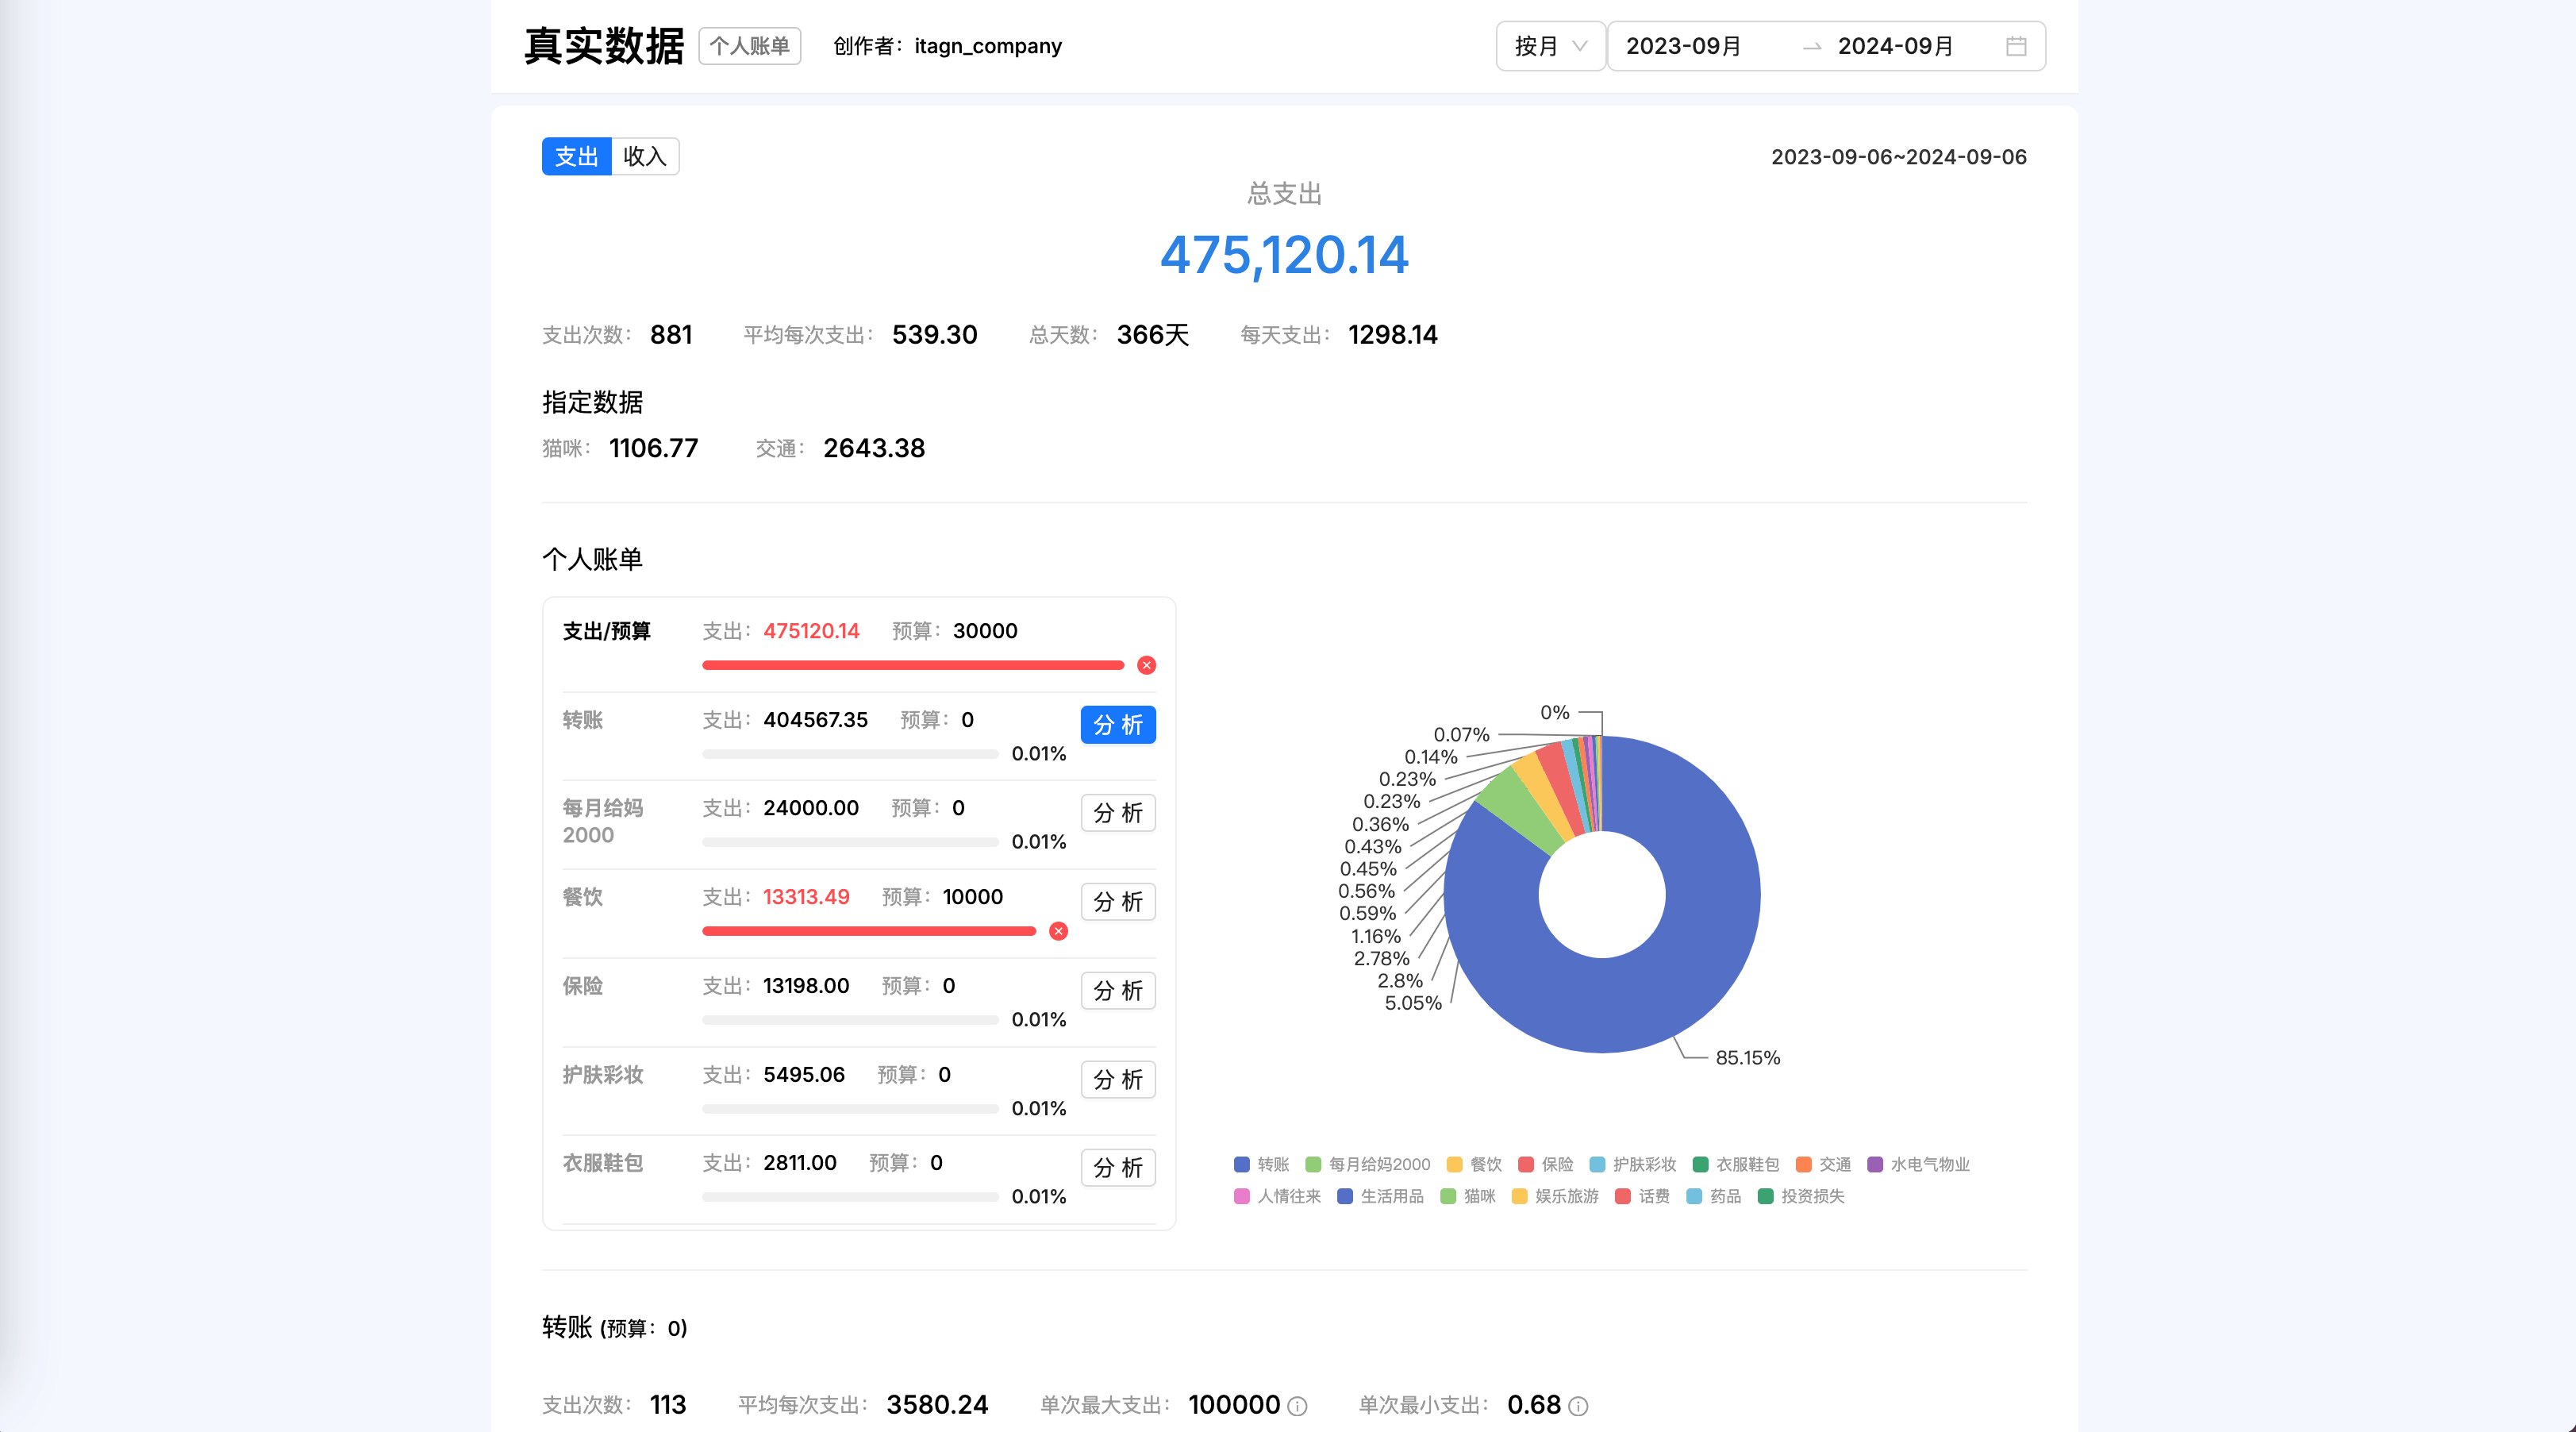 真实数据 个人账单 创作者：itagn_company 按月 2023-09月 → 2024-09月
支出 收入 2023-09-06~2024-09-06
总支出
475,120.14
支出次数： 881 平均每次支出： 539.30 总天数： 366天 每天支出： 1298.14
指定数据
猫咪： 1106.77 交通： 2643.38
个人账单
支出/预算 支出： 475120.14 预算： 30000
转账 支出： 404567.35 预算： 0 分 析
0.01%
每月给妈2000 支出： 24000.00 预算： 0 分 析
0.01%
餐饮 支出： 13313.49 预算： 10000 分 析
保险 支出： 13198.00 预算： 0 分 析
0.01%
护肤彩妆 支出： 5495.06 预算： 0 分 析
0.01%
衣服鞋包 支出： 2811.00 预算： 0 分 析
0.01%
0%
0.07%
0.14%
0.23%
0.23%
0.36%
0.43%
0.45%
0.56%
0.59%
1.16%
2.78%
2.8%
5.05%
85.15%
转账 每月给妈2000 餐饮 保险 护肤彩妆 衣服鞋包 交通 水电气物业
人情往来 生活用品 猫咪 娱乐旅游 话费 药品 投资损失
转账 (预算：0)
支出次数： 113 平均每次支出： 3580.24 单次最大支出： 100000 单次最小支出： 0.68